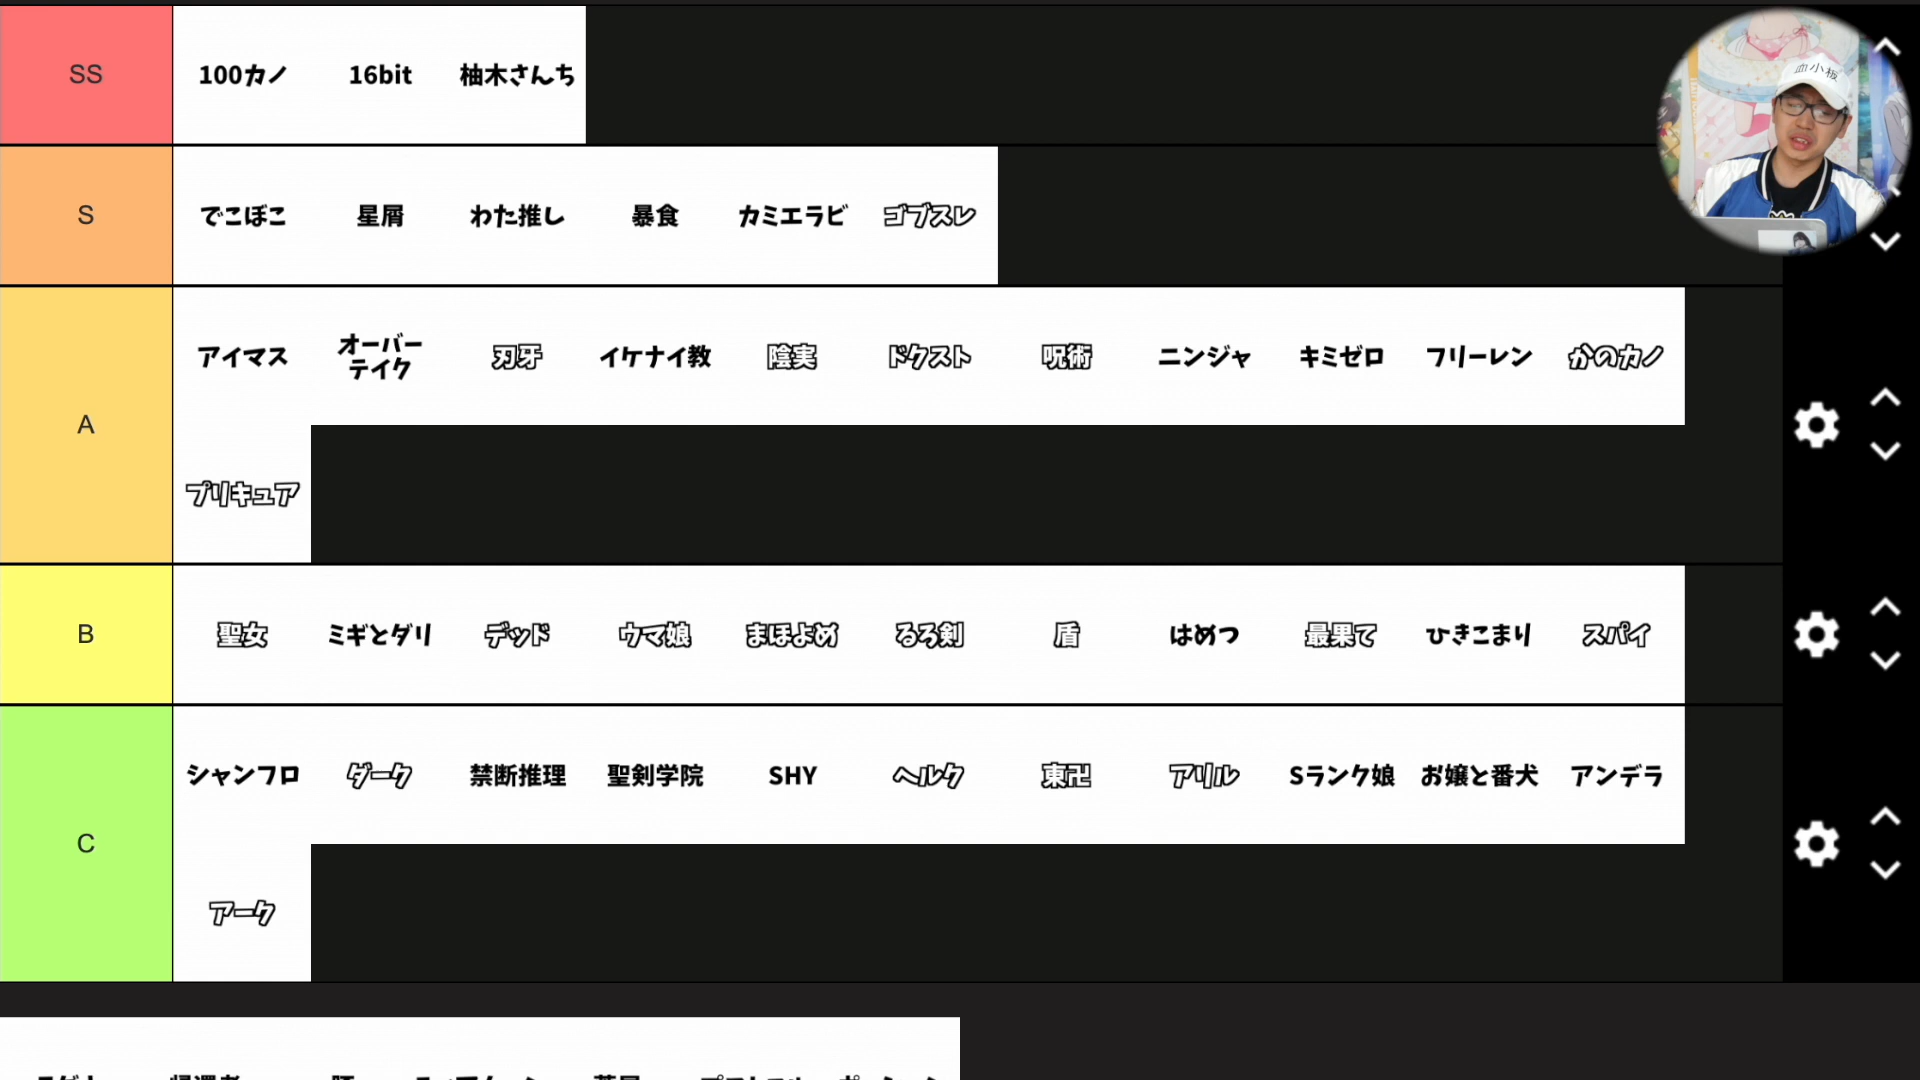 SS
100カノ
16bit
柚木さんち
血小板
S
でこぼこ
星屑
わた推し
暴食
カミエラビ
ゴブスレ
A
アイマス
オーバー
テイク
刃牙
イケナイ教
陰実
ドクスト
呪術
ニンジャ
キミゼロ
フリーレン
かのカノ
プリキュア
B
聖女
ミギとダリ
デッド
ウマ娘
まほよめ
るろ剣
盾
はめつ
最果て
ひきこまり
スパイ
C
シャンフロ
ダーク
禁断推理
聖剣学院
SHY
ヘルク
東卍
アリル
Sランク娘
お嬢と番犬
アンデラ
アーク